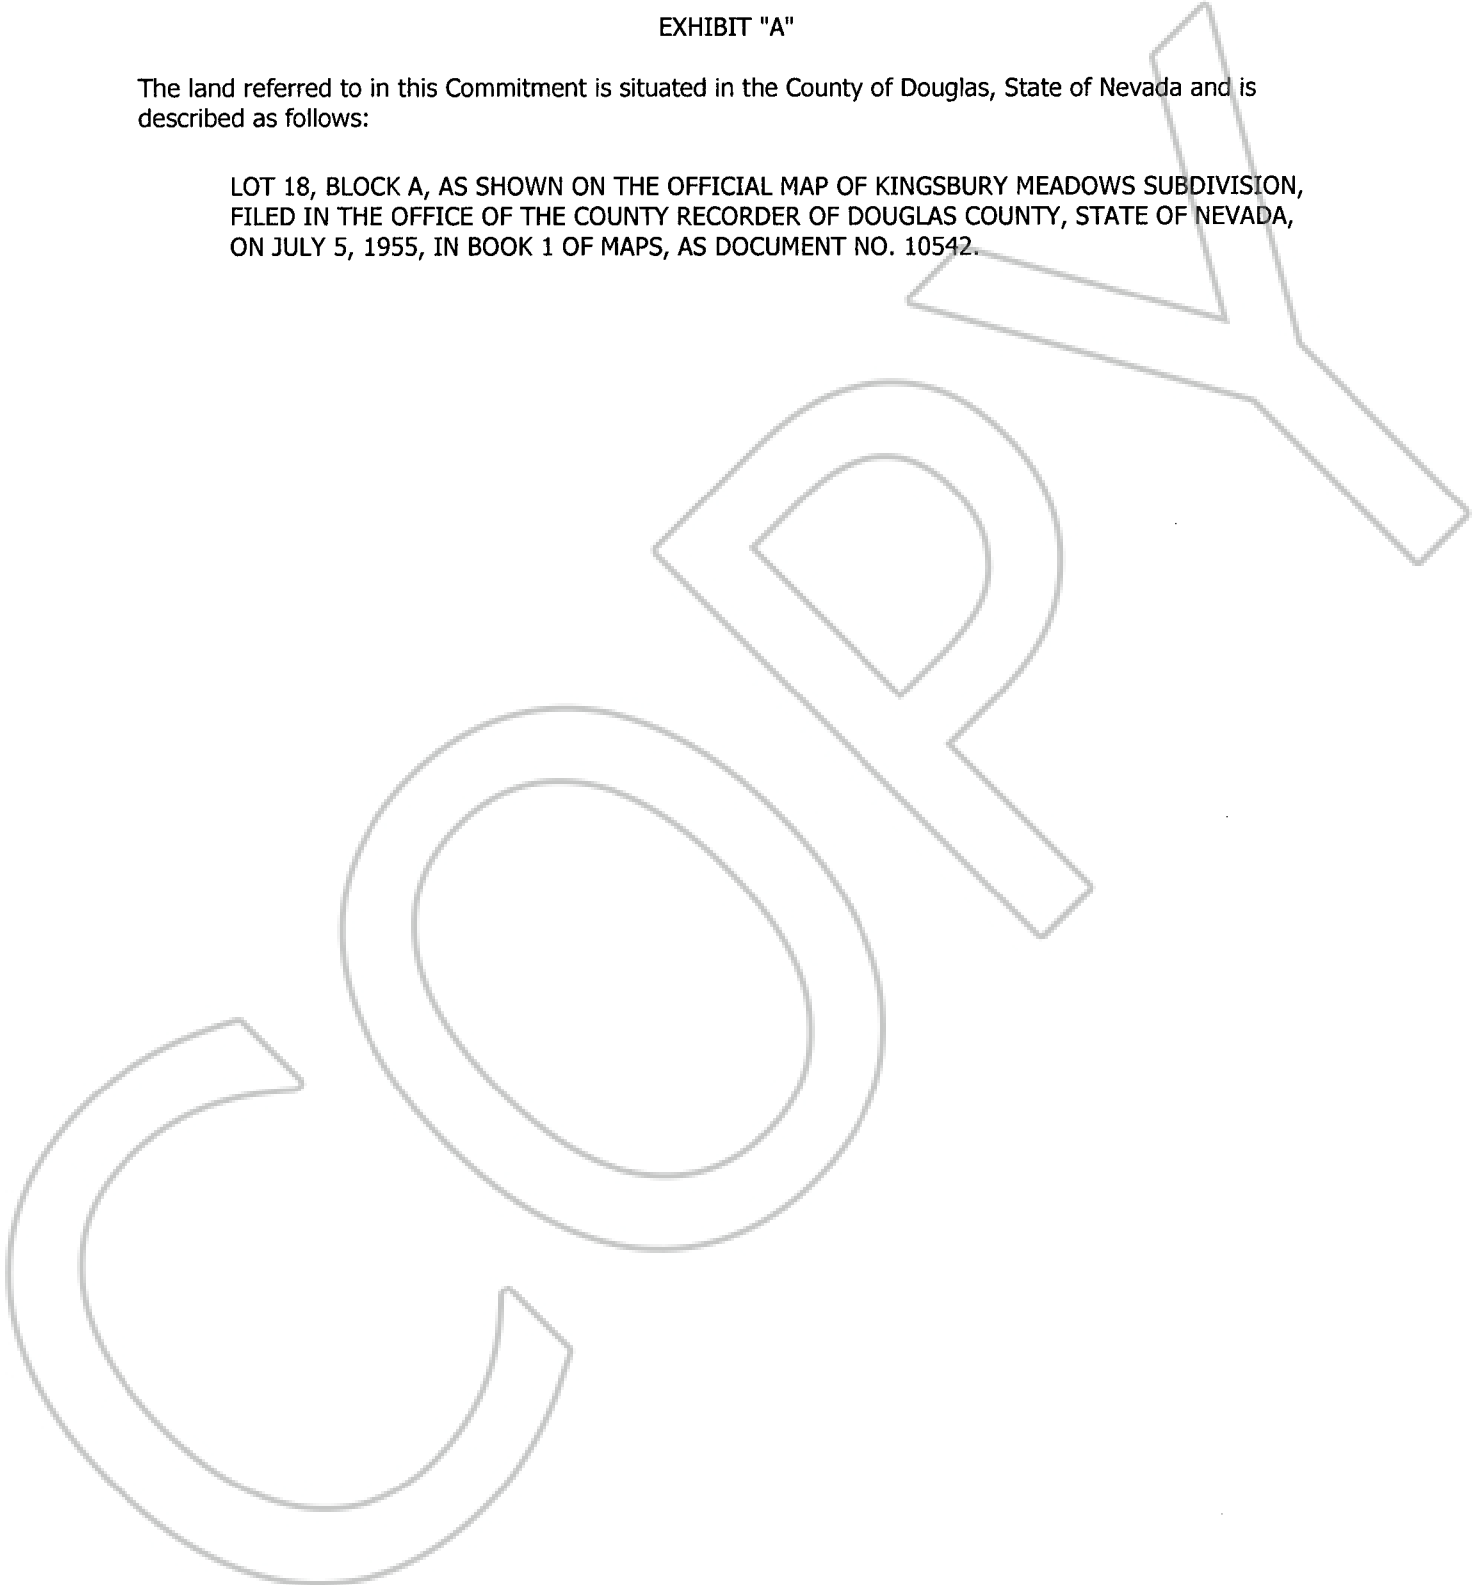 EXHIBIT "A"
The land referred to in this Commitment is situated in the County of Douglas, State of Nevada and is
described as follows:
LOT 18, BLOCK A, AS SHOWN ON THE OFFICIAL MAP OF KINGSBURY MEADOWS SUBDIVISION,
FILED IN THE OFFICE OF THE COUNTY RECORDER OF DOUGLAS COUNTY, STATE OF NEVADA,
ON JULY 5, 1955, IN BOOK 1 OF MAPS, AS DOCUMENT NO. 10542.
COPY